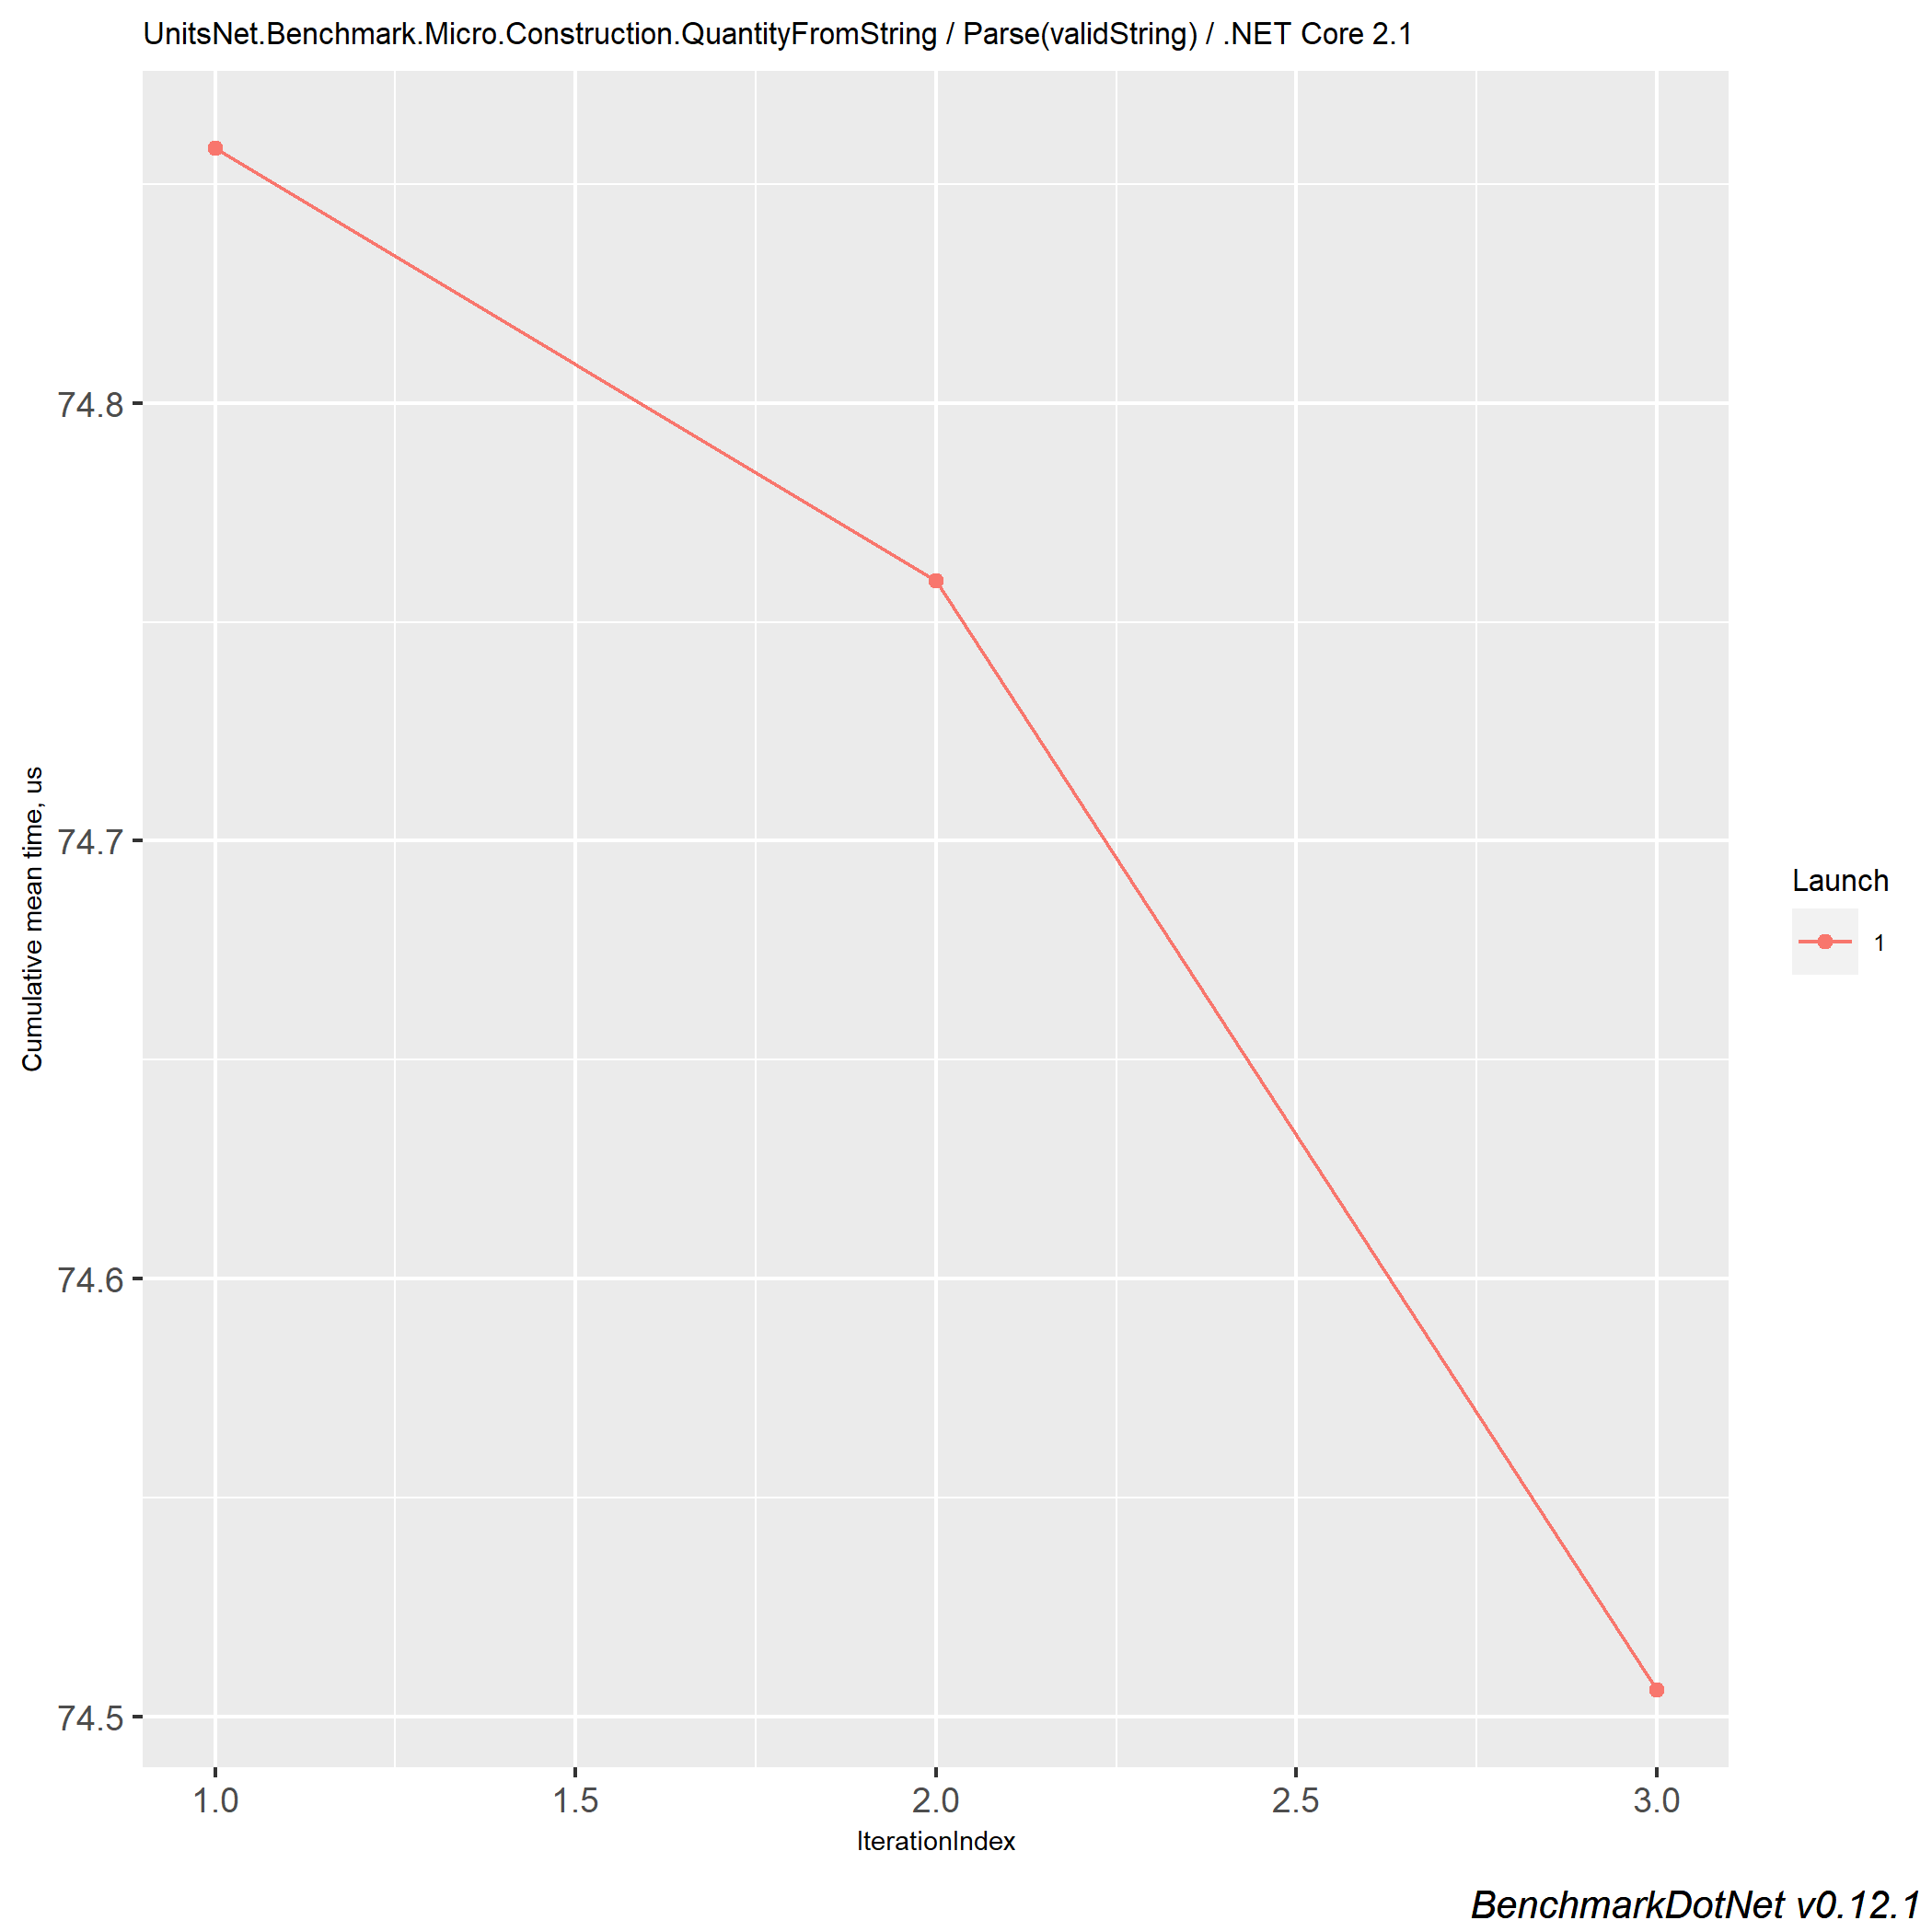 UnitsNet.Benchmark.Micro.Construction.QuantityFromString / Parse(validString) / .NET Core 2.1
Cumulative mean time, us
74.8
74.7
74.6
74.5
1.0 1.5 2.0 2.5 3.0
IterationIndex
Launch
1
BenchmarkDotNet v0.12.1